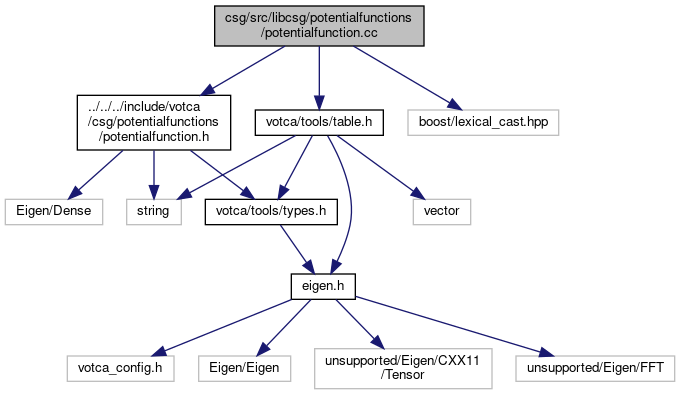 csg/src/libcsg/potentialfunctions
/potentialfunction.cc
../../../include/votca
/csg/potentialfunctions
/potentialfunction.h
votca/tools/table.h
boost/lexical_cast.hpp
Eigen/Dense
string
votca/tools/types.h
vector
eigen.h
votca_config.h
Eigen/Eigen
unsupported/Eigen/CXX11
/Tensor
unsupported/Eigen/FFT